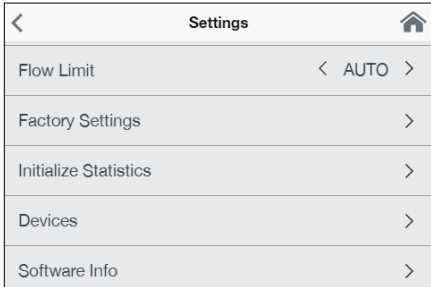 Settings
Flow Limit < AUTO >
Factory Settings >
Initialize Statistics >
Devices >
Software Info >